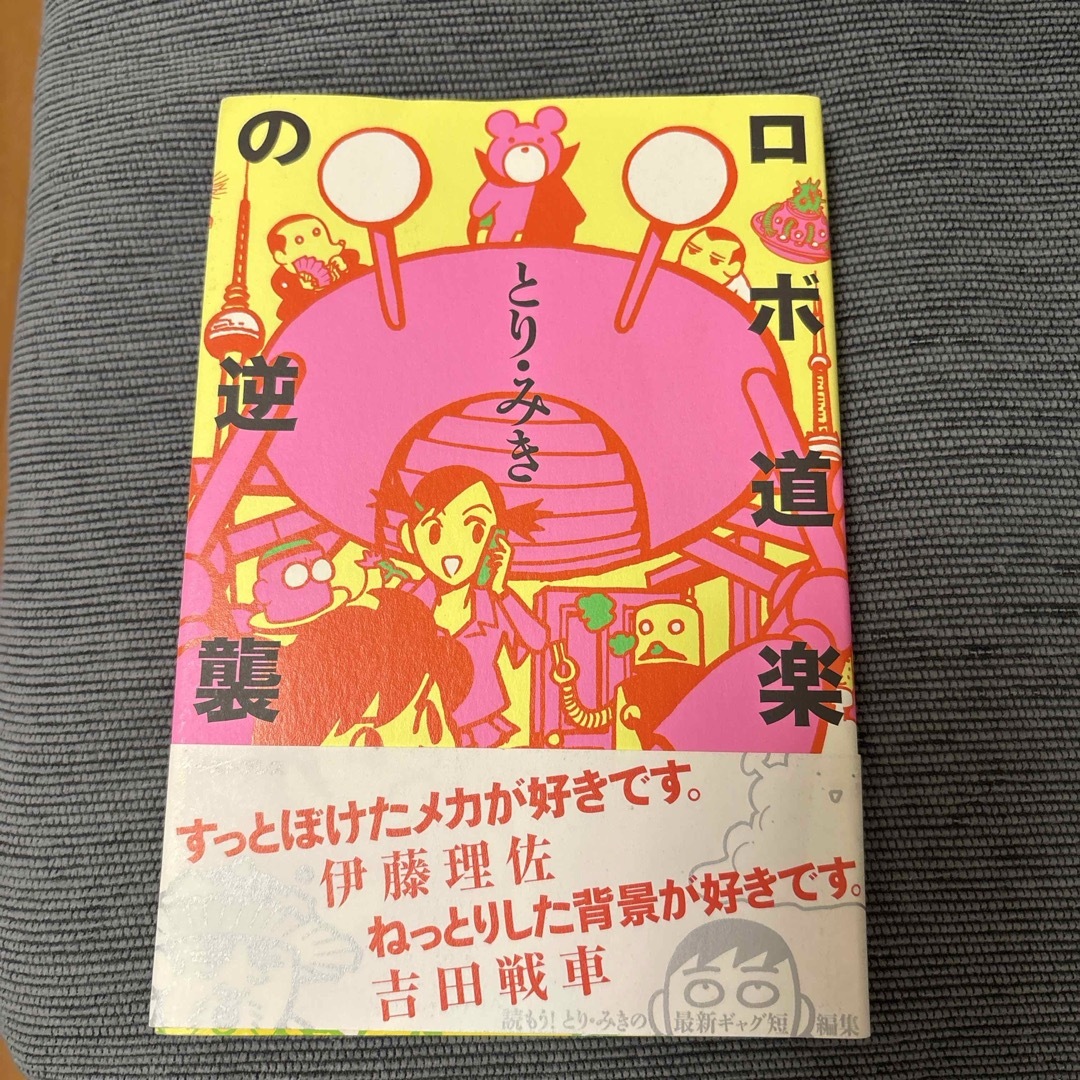 ロボ道楽
の逆襲
とり・みき
すっとぼけたメカが好きです。
伊藤理佐
ねっとりした背景が好きです。
吉田戦車
読もう!とり・みきの最新ギャグ短編集